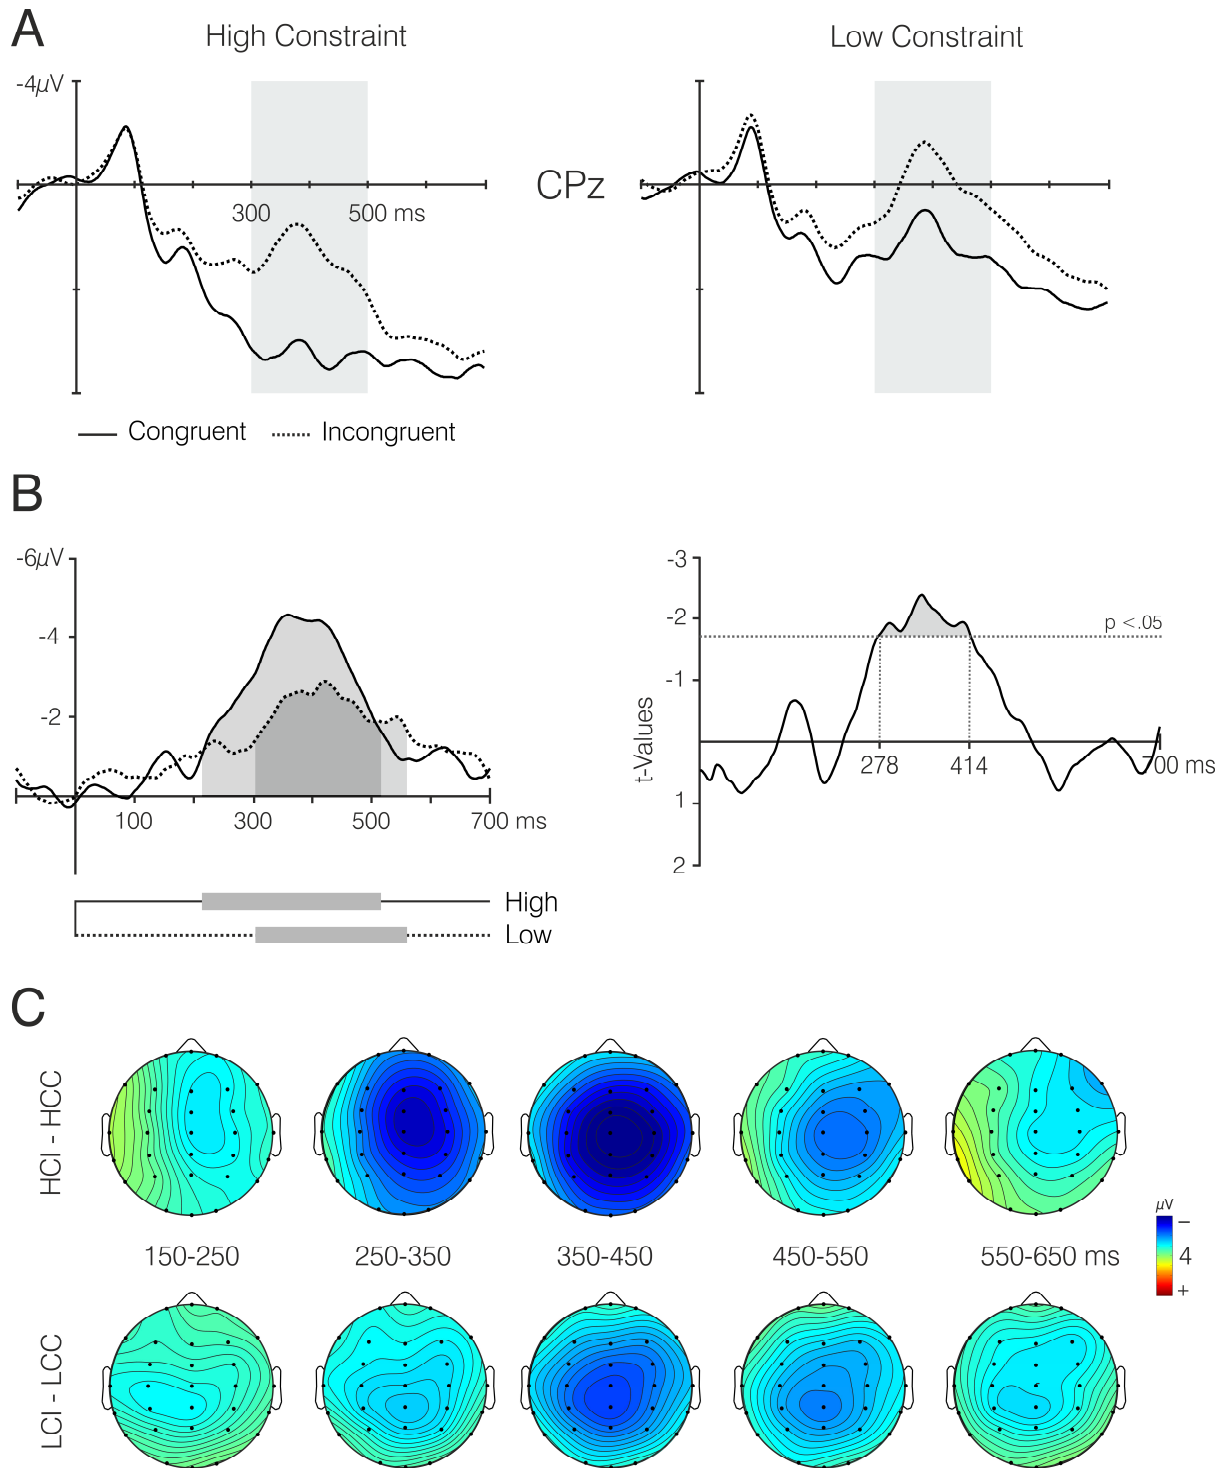 A
High Constraint
Low Constraint
-4µV
CPz
300
500 ms
Congruent
Incongruent
B
-6µV
-4
-2
100
300
500
700 ms
High
Low
-3
-2
p <.05
-1
t-Values
278
414
700 ms
1
2
C
HCI - HCC
150-250
250-350
350-450
450-550
550-650 ms
µV
–
4
+
LCI - LCC